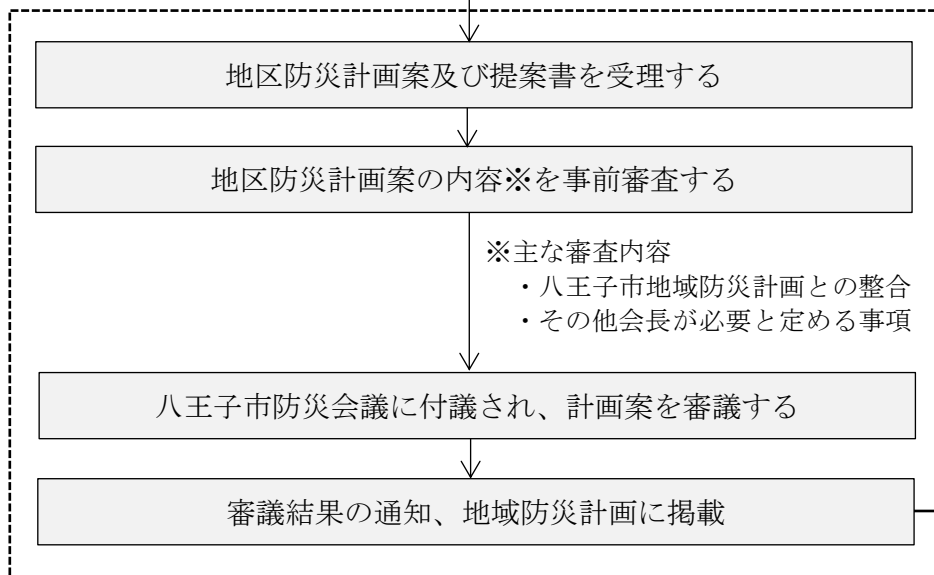 地区防災計画案及び提案書を受理する
地区防災計画案の内容※を事前審査する
※主な審査内容
・八王子市地域防災計画との整合
・その他会長が必要と定める事項
八王子市防災会議に付議され、計画案を審議する
審議結果の通知、地域防災計画に掲載